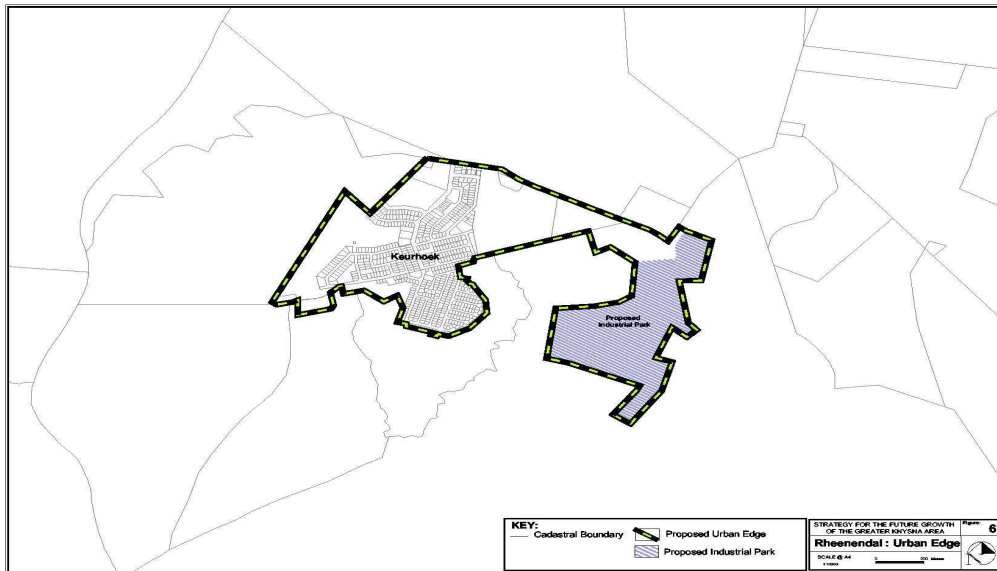 Keurhoek
Proposed
Industrial Park
KEY:
Cadastral Boundary
Proposed Urban Edge
Proposed Industrial Park
STRATEGY FOR THE FUTURE GROWTH
OF THE GREATER KNYSNA AREA
Figure:
6
Rheenendal : Urban Edge
SCALE @ A4
0